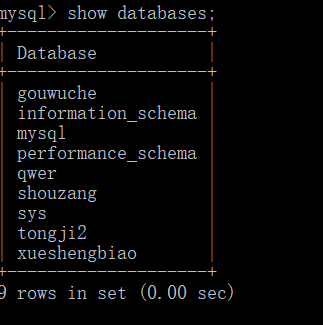 mysql> show databases;
+--------------------+
| Database           |
+--------------------+
| gouwuche           |
| information_schema |
| mysql              |
| performance_schema |
| qwer               |
| shouzang           |
| sys                |
| tongji2            |
| xueshengbiao       |
+--------------------+
9 rows in set (0.00 sec)